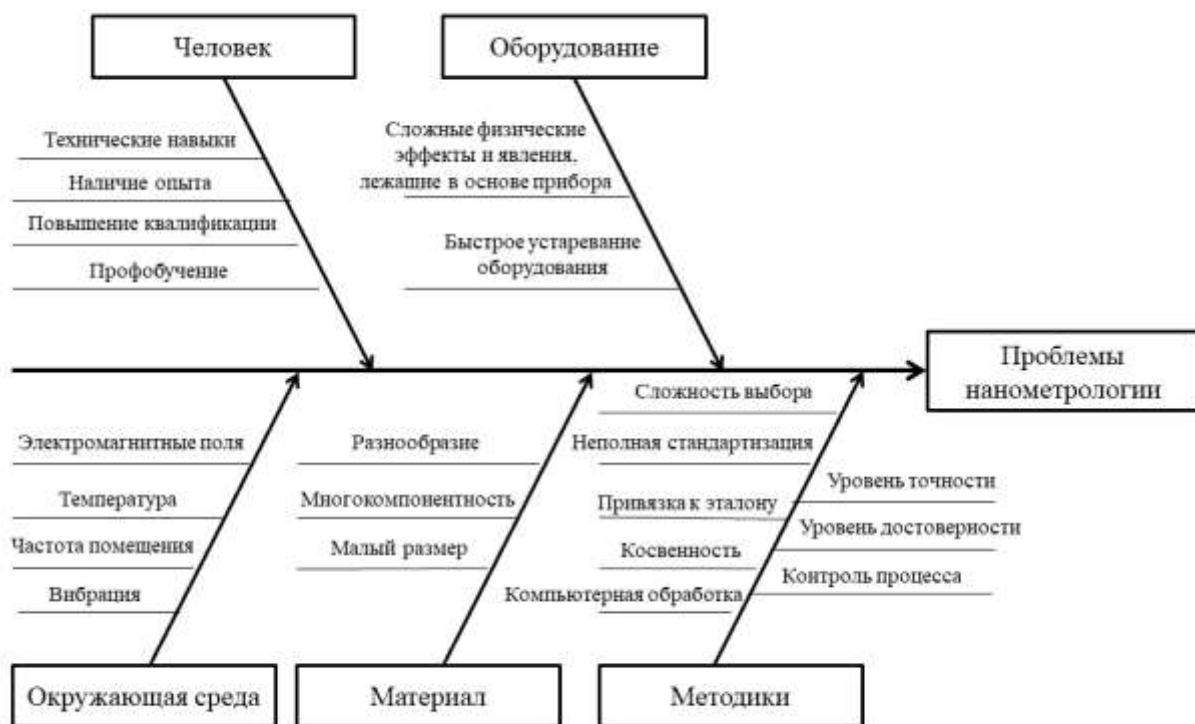 Человек
Оборудование
Технические навыки
Наличие опыта
Повышение квалификации
Профобучение
Сложные физические
эффекты и явления,
лежащие в основе прибора
Быстрое устаревание
оборудования
Проблемы
нанометрологии
Электромагнитные поля
Температура
Частота помещения
Вибрация
Разнообразие
Многокомпонентность
Малый размер
Сложность выбора
Неполная стандартизация
Привязка к эталону
Косвенность
Компьютерная обработка
Уровень точности
Уровень достоверности
Контроль процесса
Окружающая среда
Материал
Методики